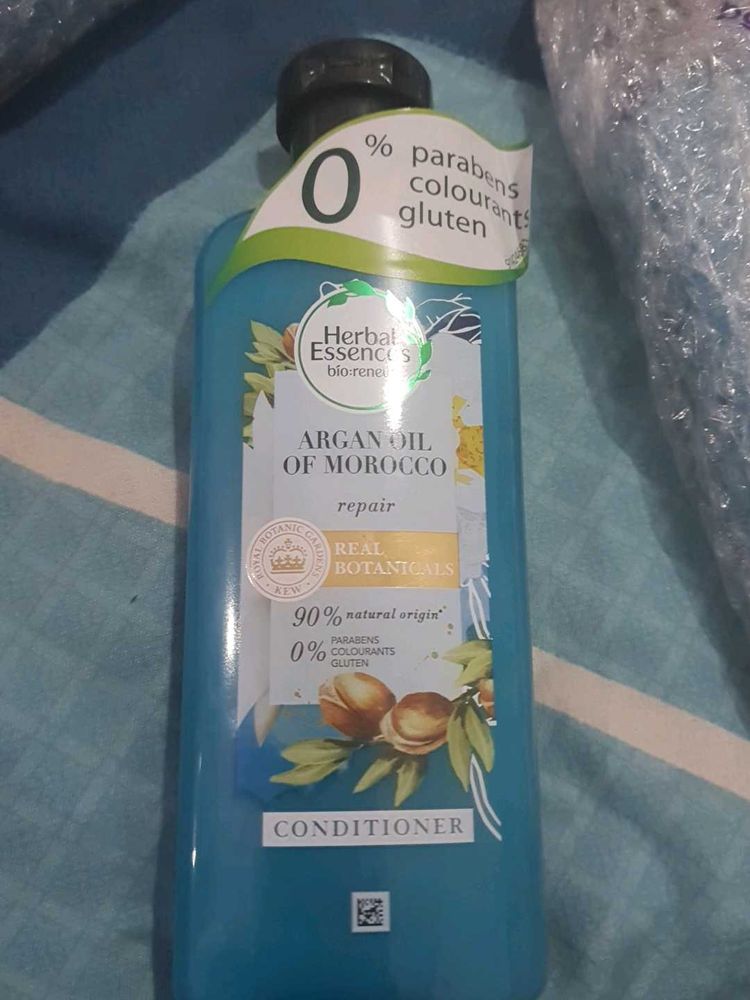 0% parabens
colourants
gluten
Herbal
Essences
bio:renew
ARGAN OIL
OF MOROCCO
repair
ROYAL BOTANIC GARDENS
KEW
REAL
BOTANICALS
90% natural origin**
0% PARABENS
COLOURANTS
GLUTEN
CONDITIONER